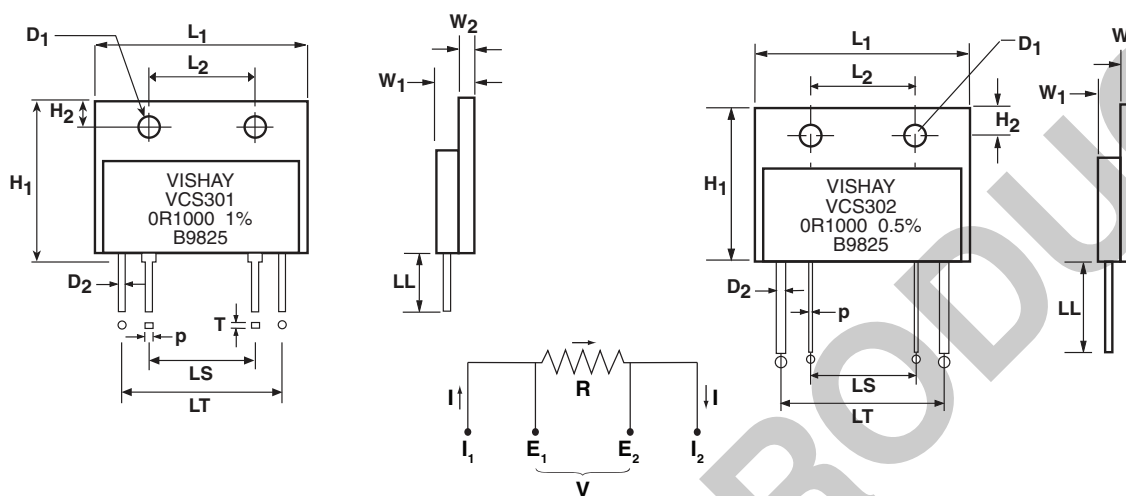 D1
L1
L2
H2
H1
VISHAY
VCS301
0R1000 1%
B9825
D2
T
p
LS
LT
W2
W1
LL
I
R
I
I1
E1
E2
I2
V
L1
L2
D1
H2
H1
VISHAY
VCS302
0R1000 0.5%
B9825
D2
p
LS
LT
W
W1
LL